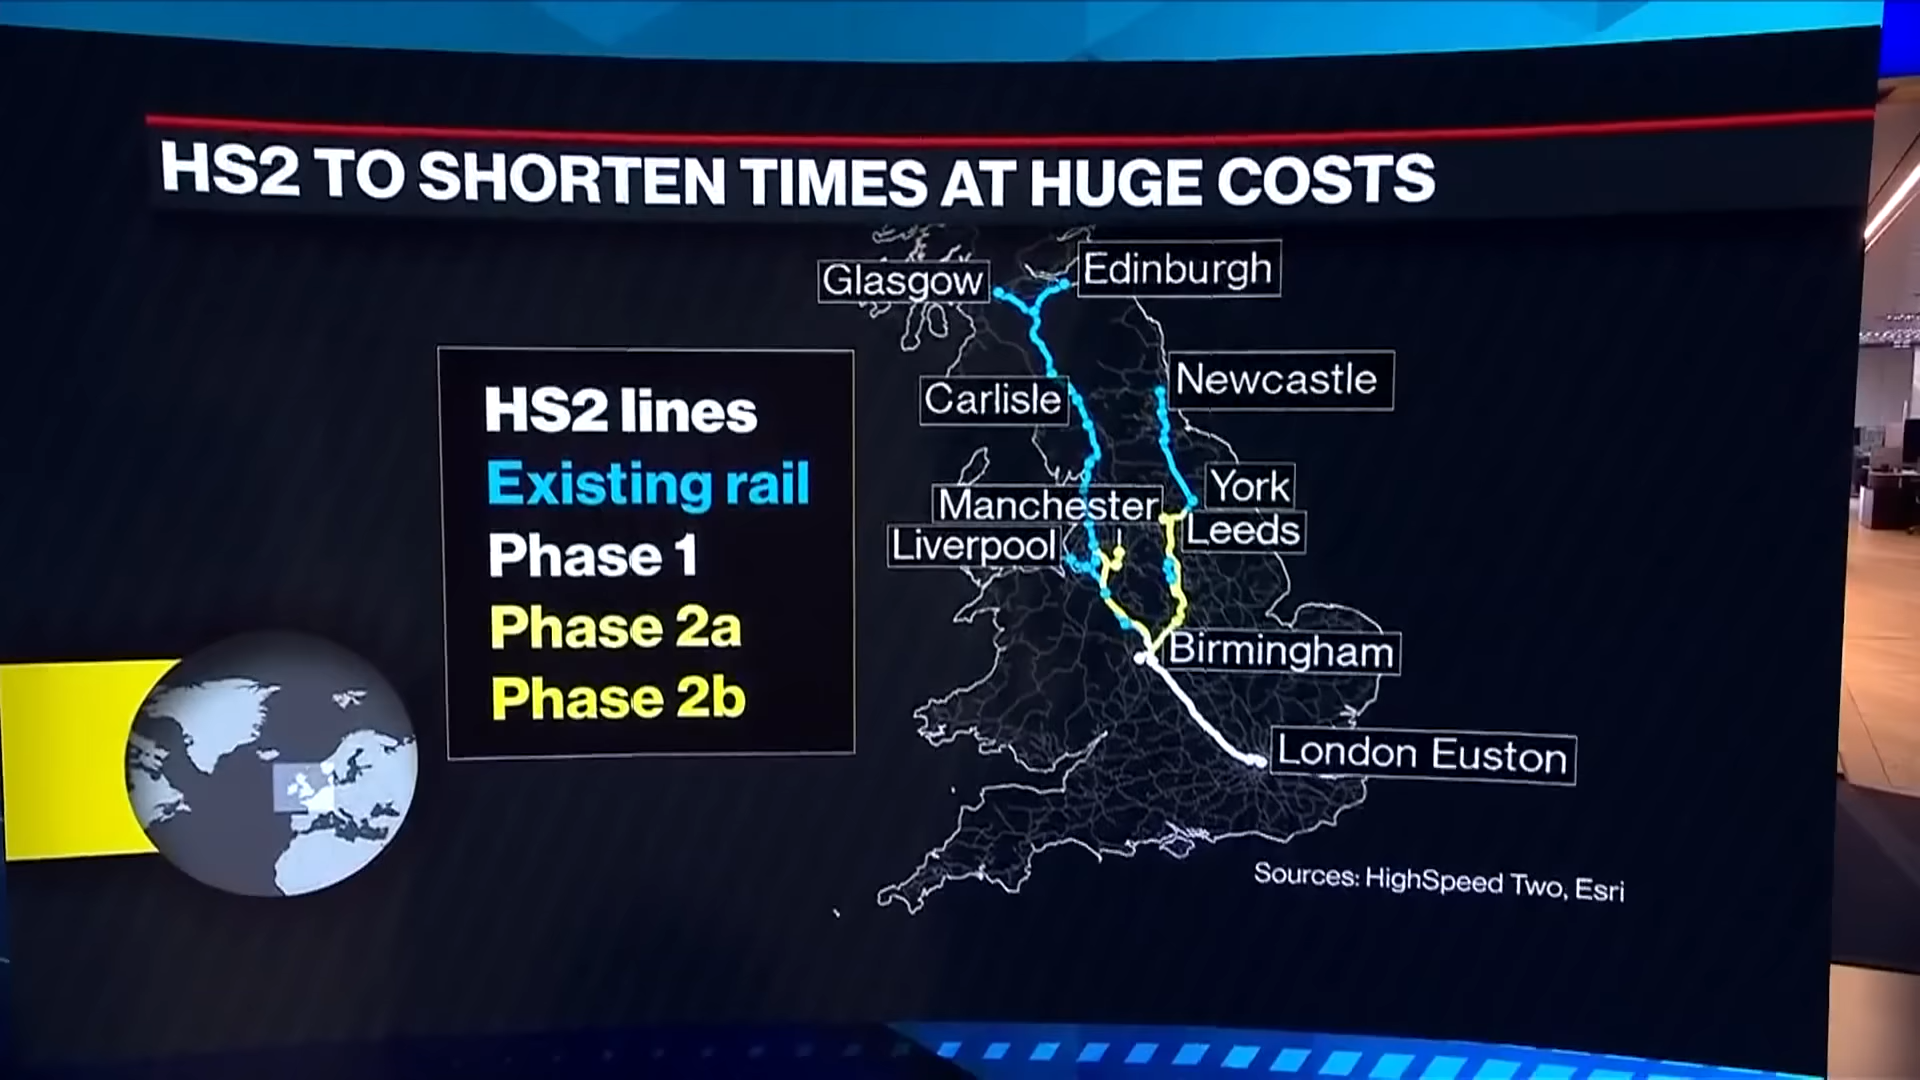 HS2 TO SHORTEN TIMES AT HUGE COSTS
Glasgow
Edinburgh
HS2 lines
Existing rail
Phase 1
Phase 2a
Phase 2b
Carlisle
Newcastle
Manchester
York
Liverpool
Leeds
Birmingham
London Euston
Sources: HighSpeed Two, Esri